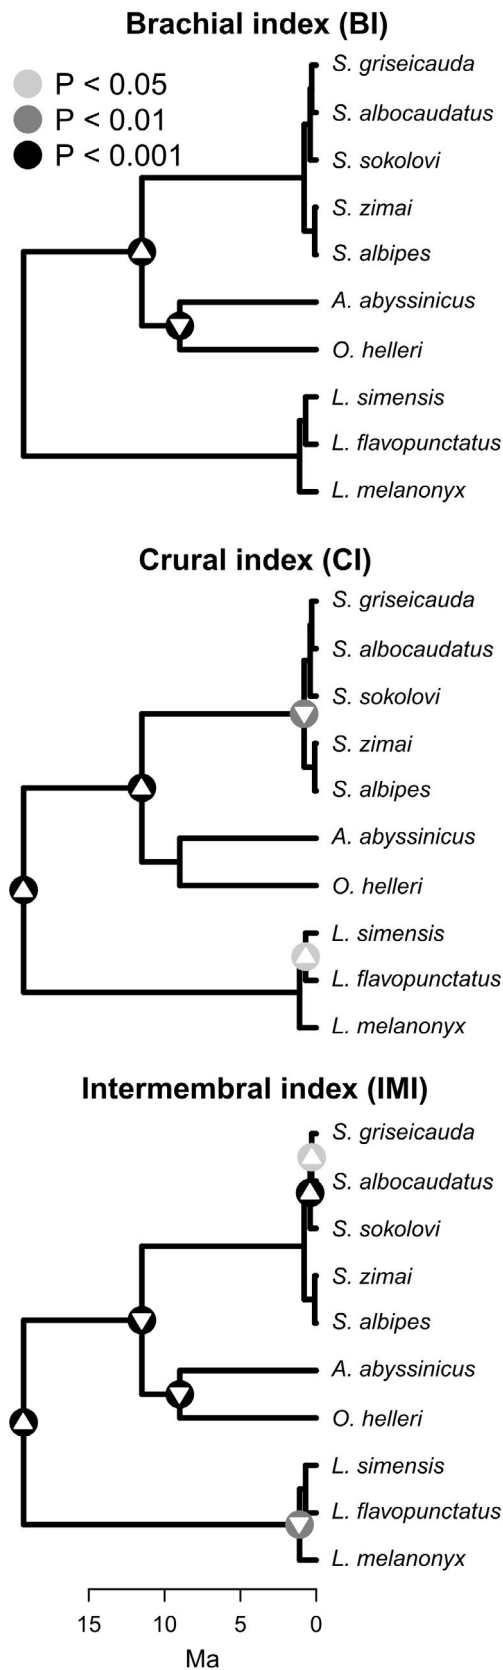 Brachial index (BI)
P < 0.05
P < 0.01
P < 0.001
S. griseicauda
S. albocaudatus
S. sokolovi
S. zimai
S. albipes
A. abyssinicus
O. helleri
L. simensis
L. flavopunctatus
L. melanonyx
Crural index (CI)
S. griseicauda
S. albocaudatus
S. sokolovi
S. zimai
S. albipes
A. abyssinicus
O. helleri
L. simensis
L. flavopunctatus
L. melanonyx
Intermembral index (IMI)
S. griseicauda
S. albocaudatus
S. sokolovi
S. zimai
S. albipes
A. abyssinicus
O. helleri
L. simensis
L. flavopunctatus
L. melanonyx
15 10 5 0
Ma